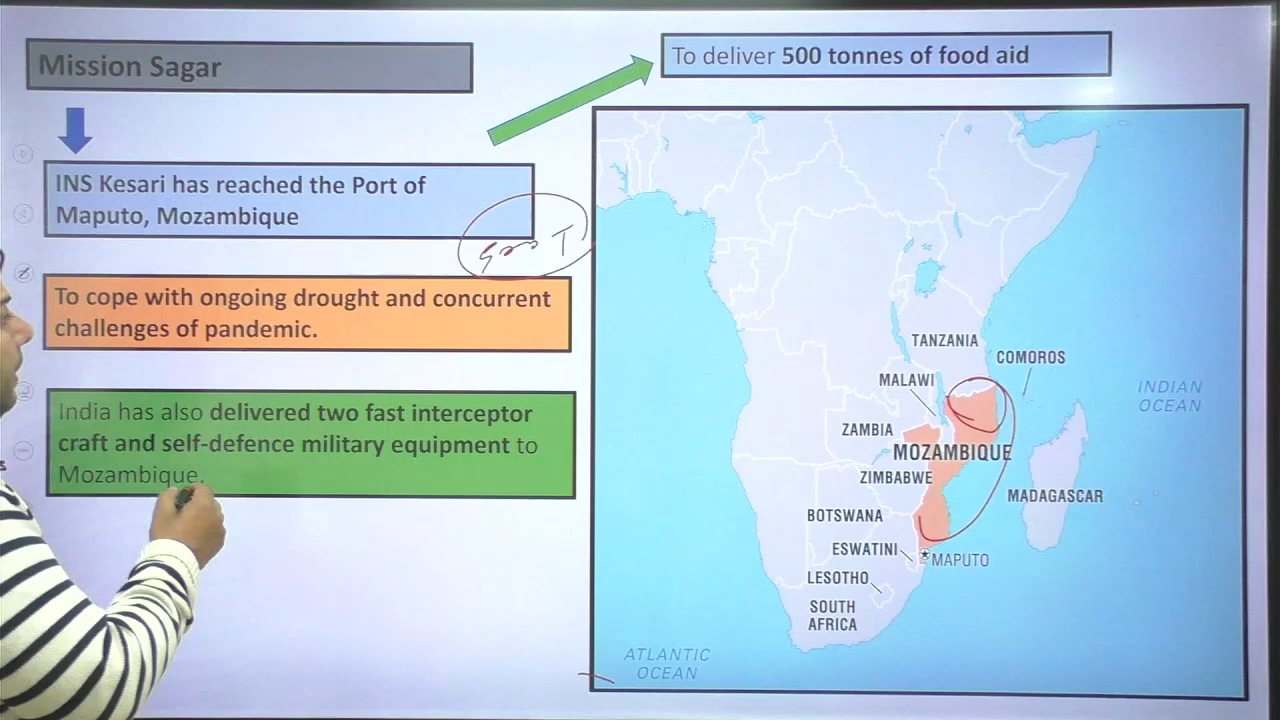 Mission Sagar
To deliver 500 tonnes of food aid
INS Kesari has reached the Port of
Maputo, Mozambique
To cope with ongoing drought and concurrent
challenges of pandemic.
India has also delivered two fast interceptor
craft and self-defence military equipment to
Mozambique.
TANZANIA
COMOROS
MALAWI
INDIAN
OCEAN
ZAMBIA
MOZAMBIQUE
ZIMBABWE
MADAGASCAR
BOTSWANA
ESWATINI
MAPUTO
LESOTHO
SOUTH
AFRICA
ATLANTIC
OCEAN